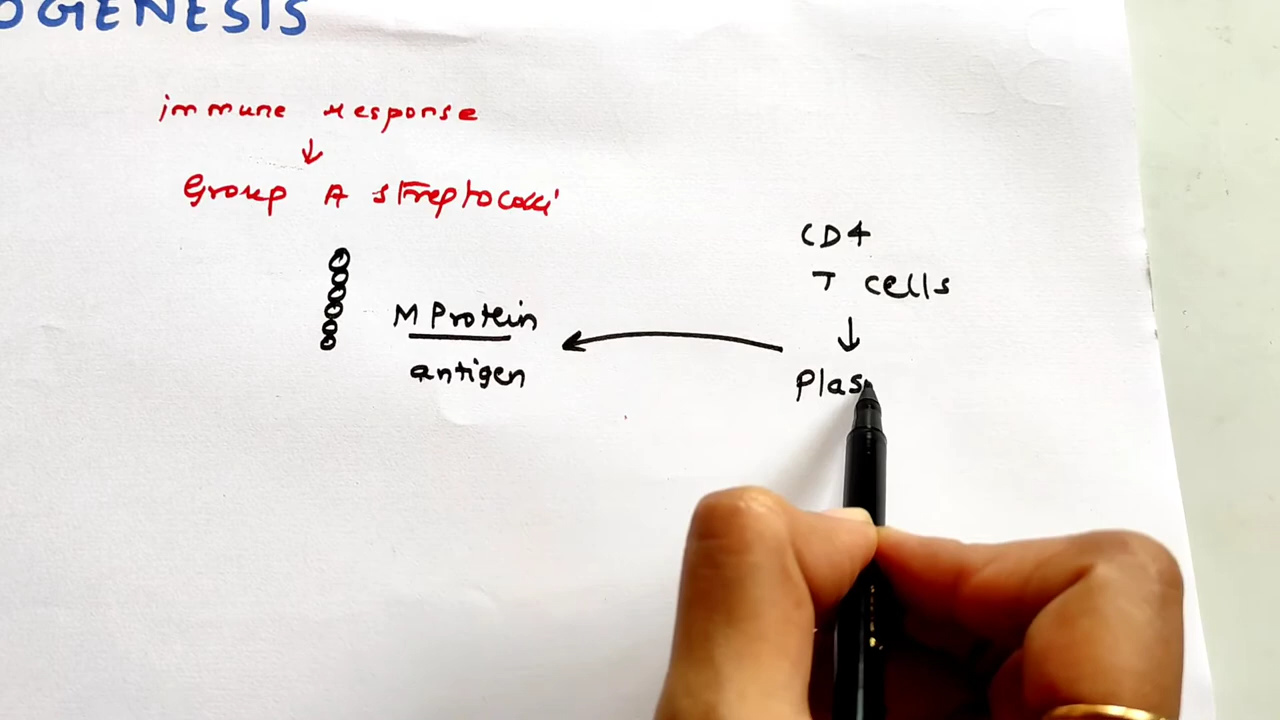 OGENESIS
immune response
Group A streptococci
CD4
T cells
M Protein
antigen
Plas